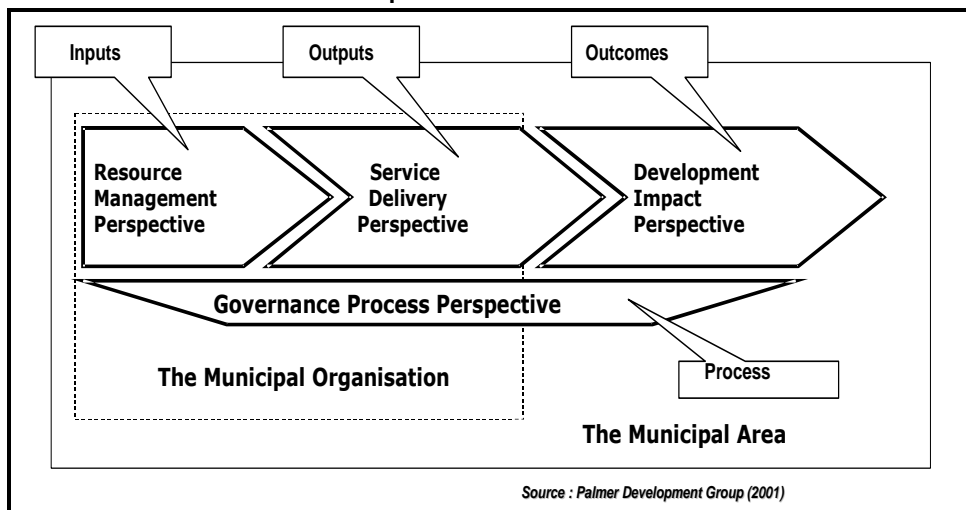 Inputs
Outputs
Outcomes
Resource
Management
Perspective
Service
Delivery
Perspective
Development
Impact
Perspective
Governance Process Perspective
The Municipal Organisation
Process
The Municipal Area
Source : Palmer Development Group (2001)